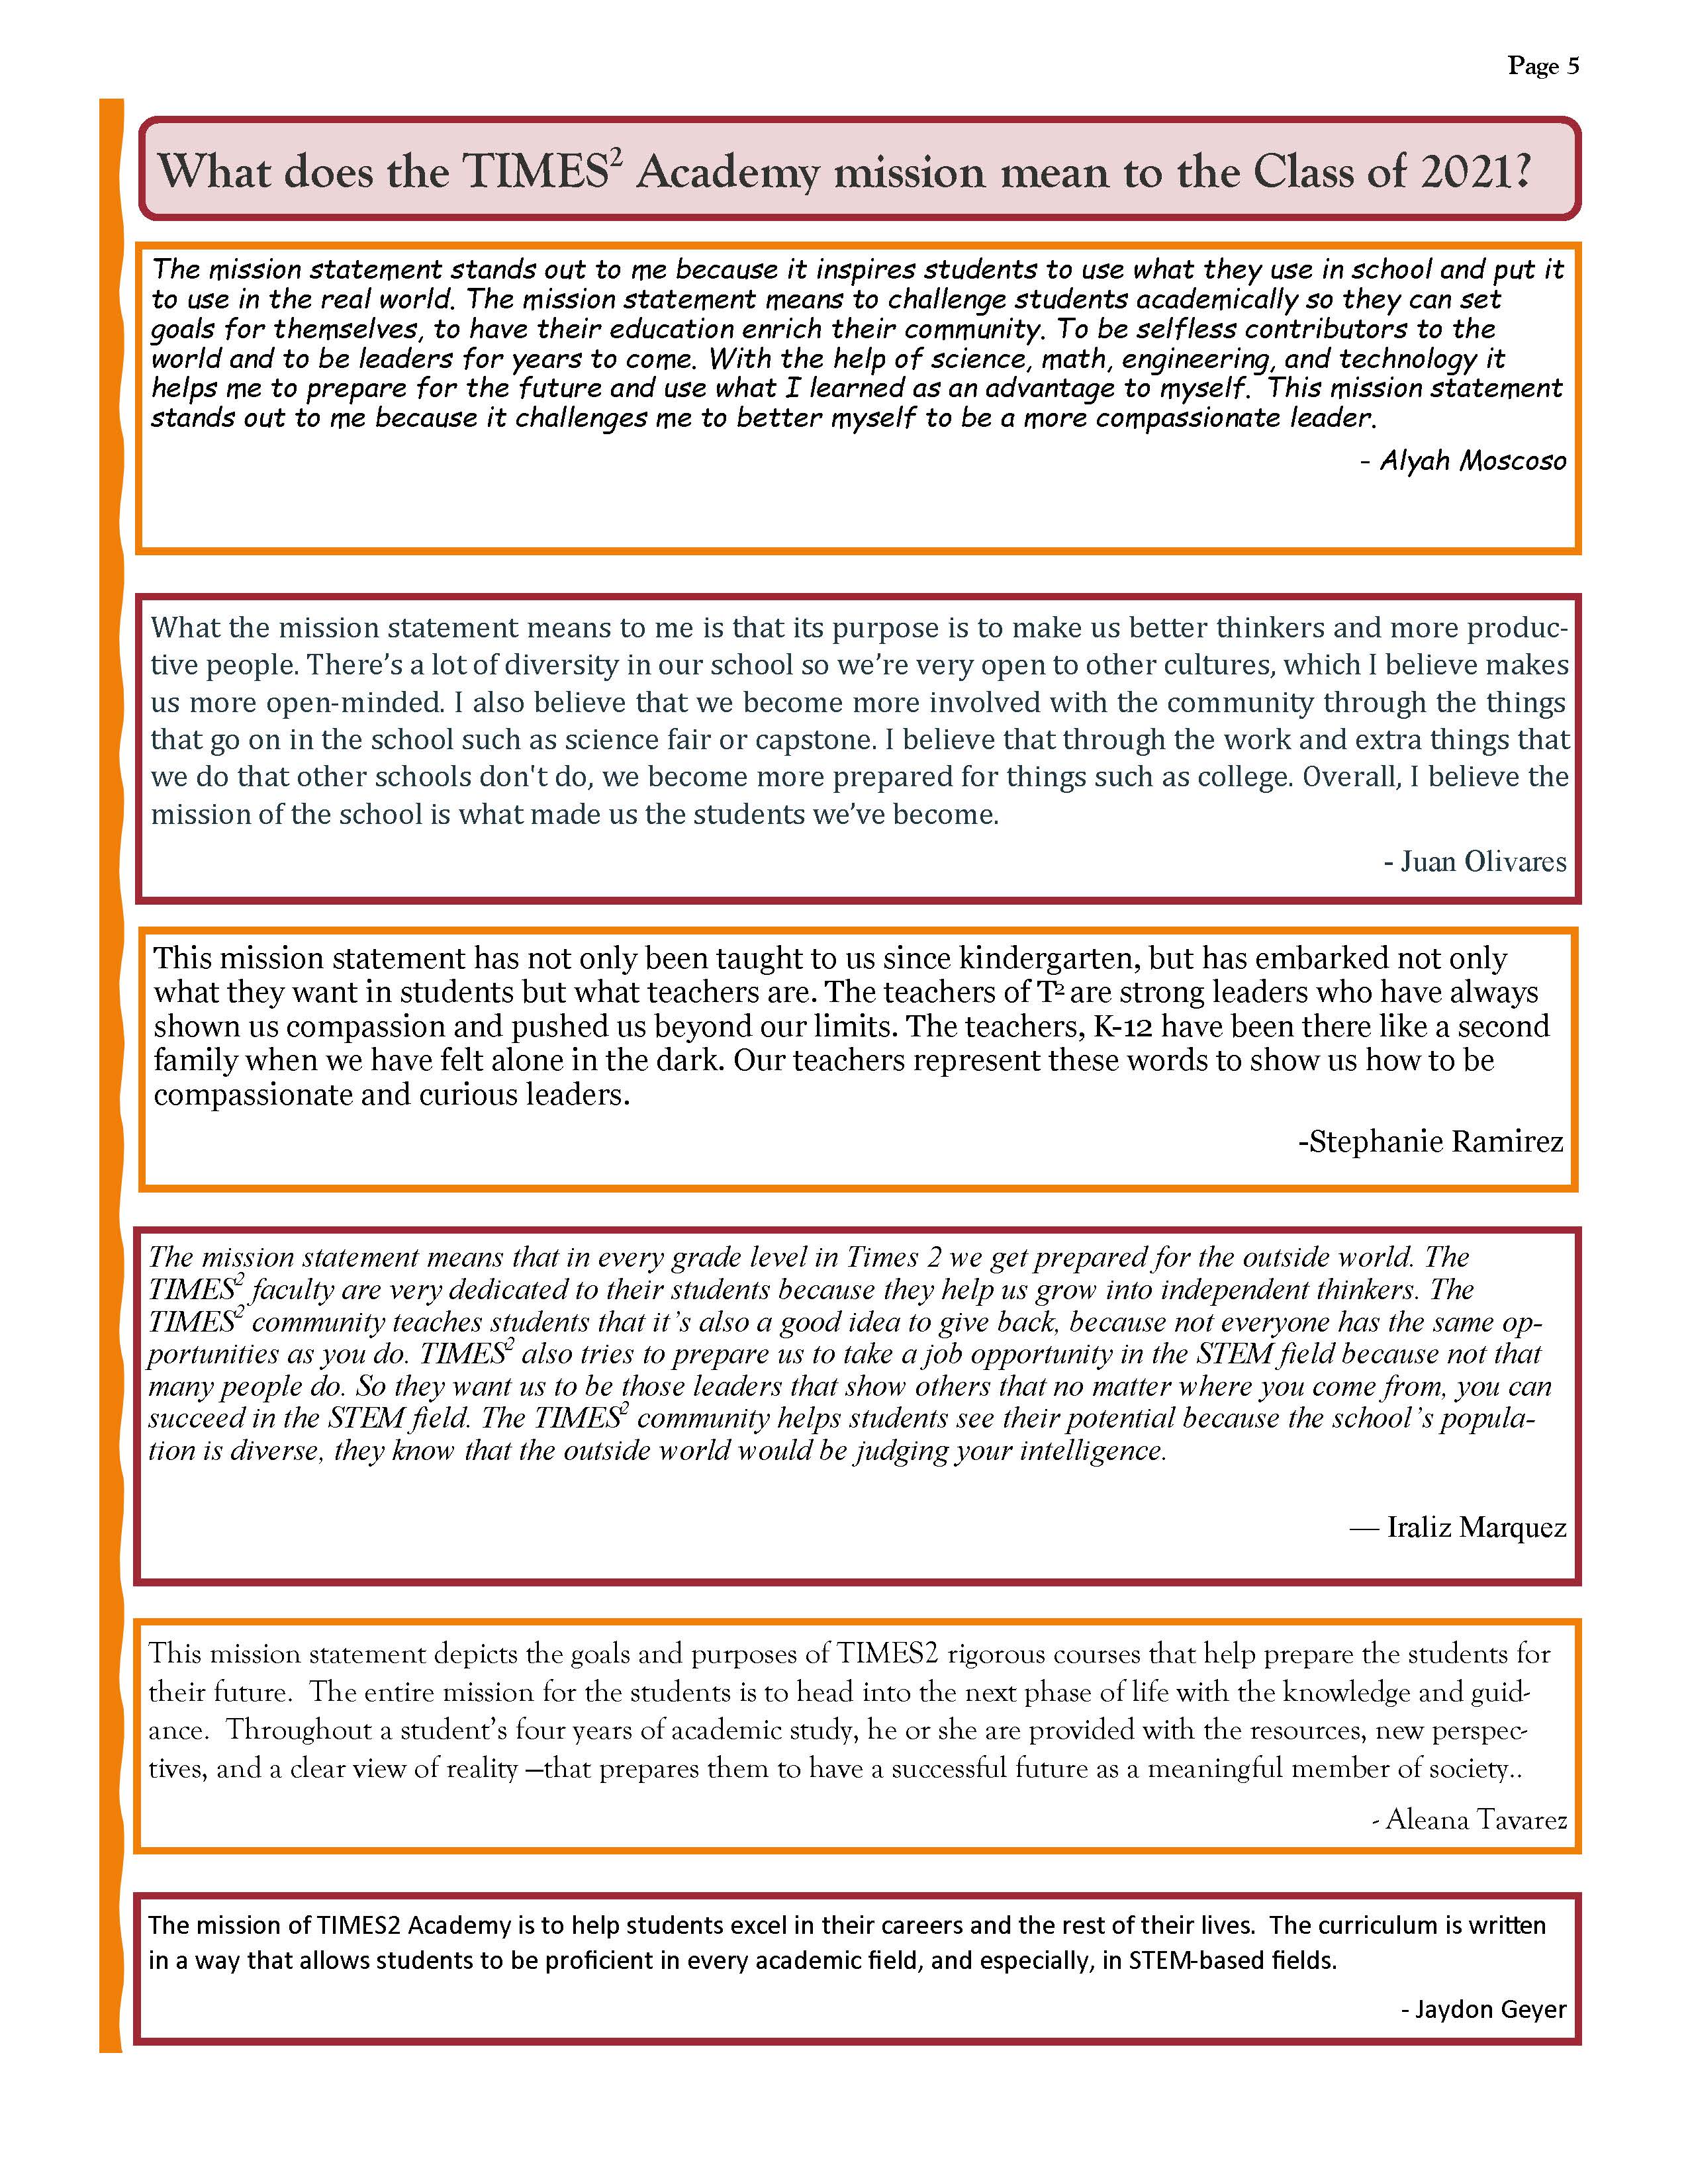 Page 5
What does the TIMES² Academy mission mean to the Class of 2021?
The mission statement stands out to me because it inspires students to use what they use in school and put it
to use in the real world. The mission statement means to challenge students academically so they can set
goals for themselves, to have their education enrich their community. To be selfless contributors to the
world and to be leaders for years to come. With the help of science, math, engineering, and technology it
helps me to prepare for the future and use what I learned as an advantage to myself. This mission statement
stands out to me because it challenges me to better myself to be a more compassionate leader.
- Alyah Moscoso
What the mission statement means to me is that its purpose is to make us better thinkers and more produc-
tive people. There’s a lot of diversity in our school so we’re very open to other cultures, which I believe makes
us more open-minded. I also believe that we become more involved with the community through the things
that go on in the school such as science fair or capstone. I believe that through the work and extra things that
we do that other schools don't do, we become more prepared for things such as college. Overall, I believe the
mission of the school is what made us the students we’ve become.
- Juan Olivares
This mission statement has not only been taught to us since kindergarten, but has embarked not only
what they want in students but what teachers are. The teachers of T² are strong leaders who have always
shown us compassion and pushed us beyond our limits. The teachers, K-12 have been there like a second
family when we have felt alone in the dark. Our teachers represent these words to show us how to be
compassionate and curious leaders.
-Stephanie Ramirez
The mission statement means that in every grade level in Times 2 we get prepared for the outside world. The
TIMES² faculty are very dedicated to their students because they help us grow into independent thinkers. The
TIMES² community teaches students that it’s also a good idea to give back, because not everyone has the same op-
portunities as you do. TIMES² also tries to prepare us to take a job opportunity in the STEM field because not that
many people do. So they want us to be those leaders that show others that no matter where you come from, you can
succeed in the STEM field. The TIMES² community helps students see their potential because the school’s popula-
tion is diverse, they know that the outside world would be judging your intelligence.
— Iraliz Marquez
This mission statement depicts the goals and purposes of TIMES2 rigorous courses that help prepare the students for
their future.  The entire mission for the students is to head into the next phase of life with the knowledge and guid-
ance.  Throughout a student’s four years of academic study, he or she are provided with the resources, new perspec-
tives, and a clear view of reality —that prepares them to have a successful future as a meaningful member of society..
- Aleana Tavarez
The mission of TIMES2 Academy is to help students excel in their careers and the rest of their lives.  The curriculum is written
in a way that allows students to be proficient in every academic field, and especially, in STEM-based fields.
- Jaydon Geyer